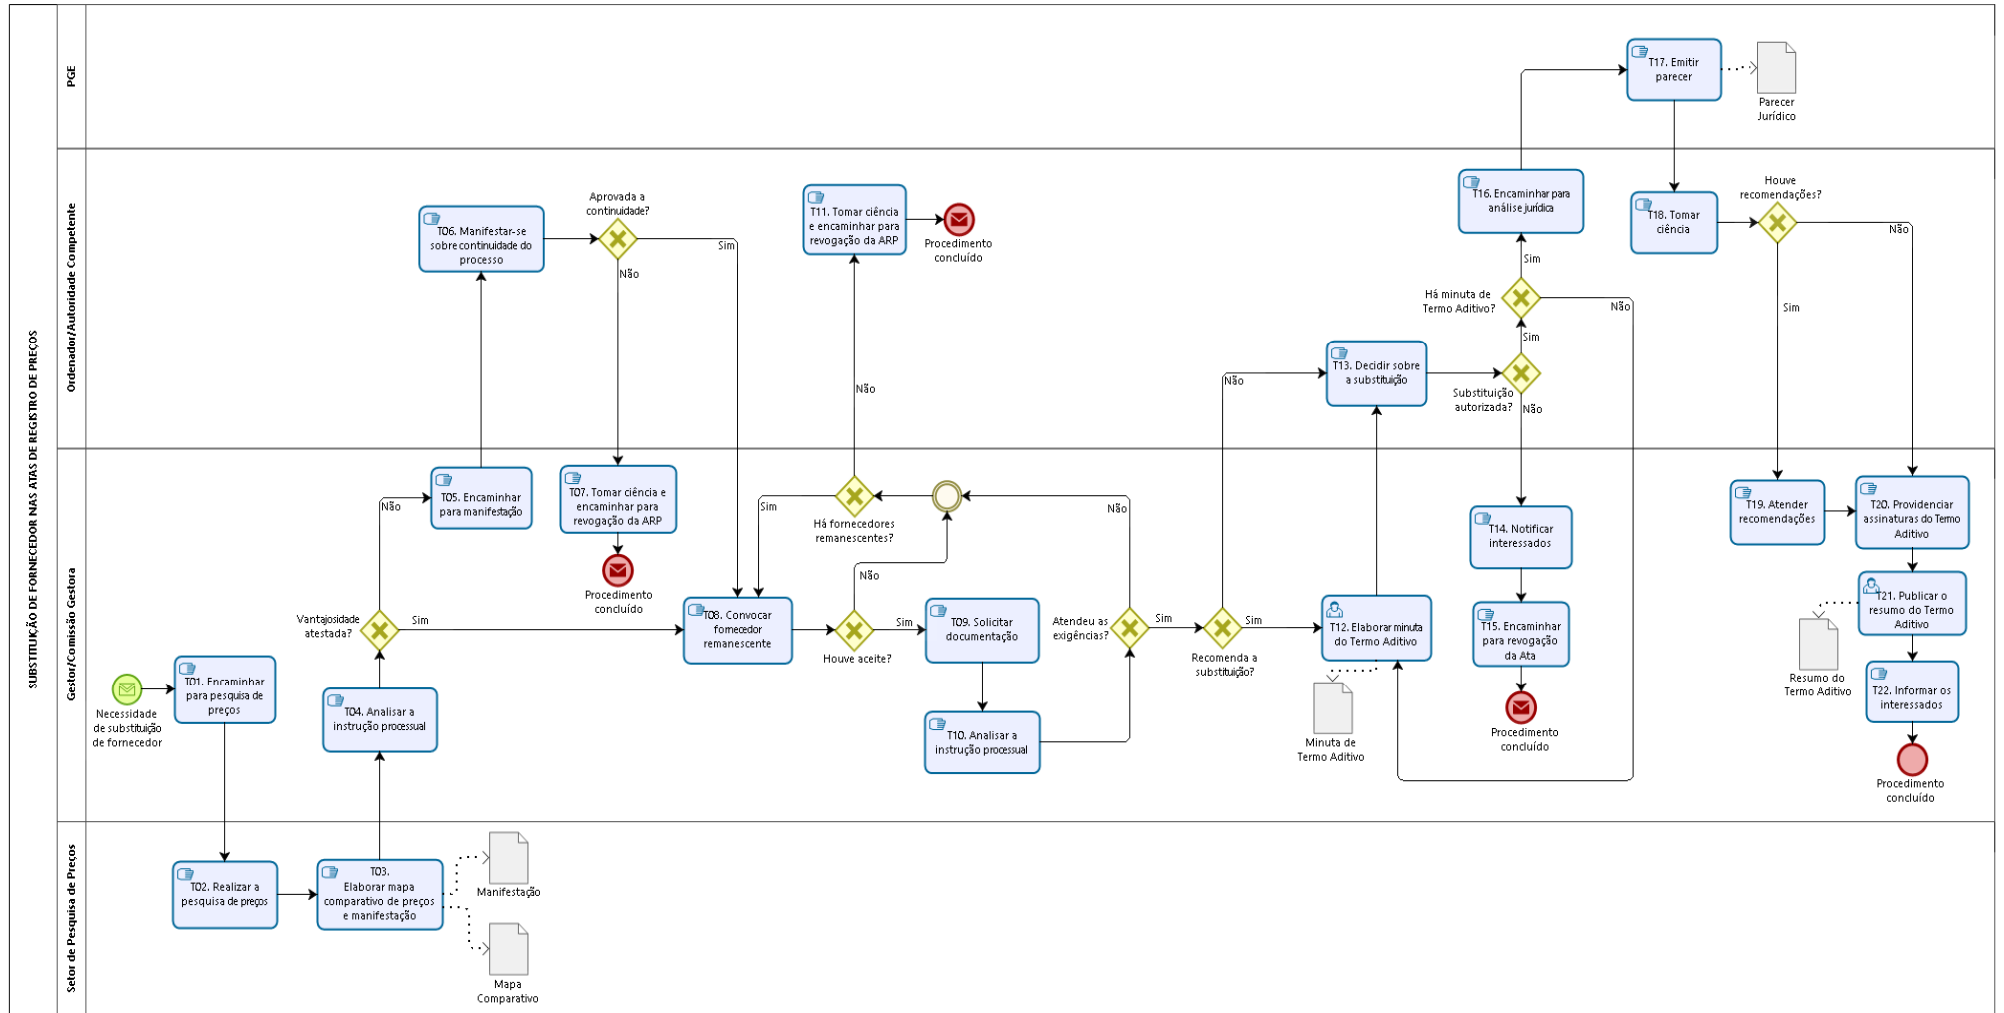 SUBSTITUIÇÃO DE FORNECEDOR NAS ATAS DE REGISTRO DE PREÇOS
PGE
T17. Emitir
parecer
Parecer
Jurídico
Ordenador/Autoridade Competente
T06. Manifestar-se
sobre continuidade do
processo
Aprovada a
continuidade?
Sim
Não
T11. Tomar ciência
e encaminhar para
revogação da ARP
Procedimento
concluído
Não
T16. Encaminhar para
análise jurídica
Sim
Há minuta de
Termo Aditivo?
Não
Sim
T13. Decidir sobre
a substituição
Não
Substituição
autorizada?
Não
T18. Tomar
ciência
Houve
recomendações?
Não
Sim
Gestor/Comissão Gestora
Necessidade
de substituição
de fornecedor
T01. Encaminhar
para pesquisa de
preços
T04. Analisar a
instrução processual
Vantajosidade
atestada?
Não
Sim
T05. Encaminhar
para manifestação
T07. Tomar ciência e
encaminhar para
revogação da ARP
Procedimento
concluído
T08. Convocar
fornecedor
remanescente
Sim
Há fornecedores
remanescentes?
Não
Houve aceite?
Sim
T09. Solicitar
documentação
T10. Analisar a
instrução processual
Não
Atendeu as
exigências?
Sim
Recomenda a
substituição?
Sim
T12. Elaborar minuta
do Termo Aditivo
Minuta de
Termo Aditivo
T14. Notificar
interessados
T15. Encaminhar
para revogação
da Ata
Procedimento
concluído
T19. Atender
recomendações
T20. Providenciar
assinaturas do Termo
Aditivo
T21. Publicar o
resumo do Termo
Aditivo
Resumo do
Termo Aditivo
T22. Informar os
interessados
Procedimento
concluído
Setor de Pesquisa de Preços
T02. Realizar a
pesquisa de preços
T03.
Elaborar mapa
comparativo de preços
e manifestação
Manifestação
Mapa
Comparativo